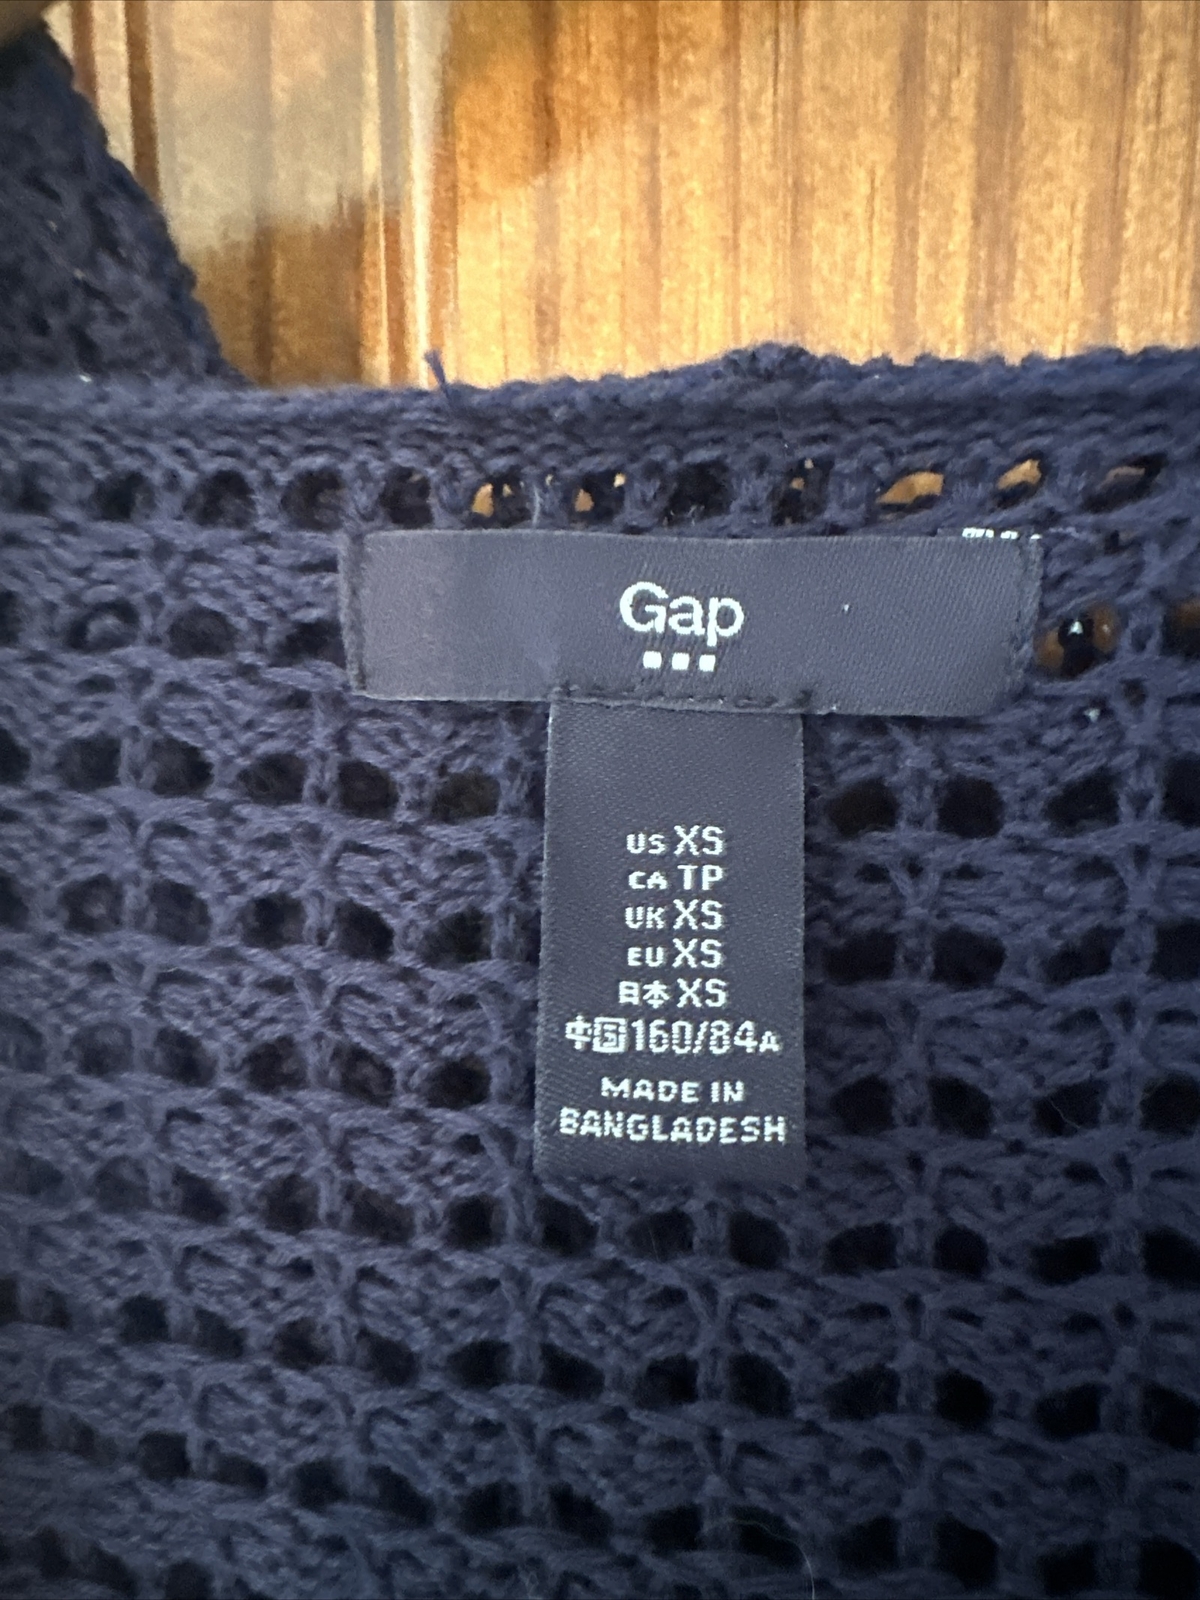 Gap
US XS
CA TP
UK XS
EU XS
日本 XS
中国 160/84A
MADE IN
BANGLADESH